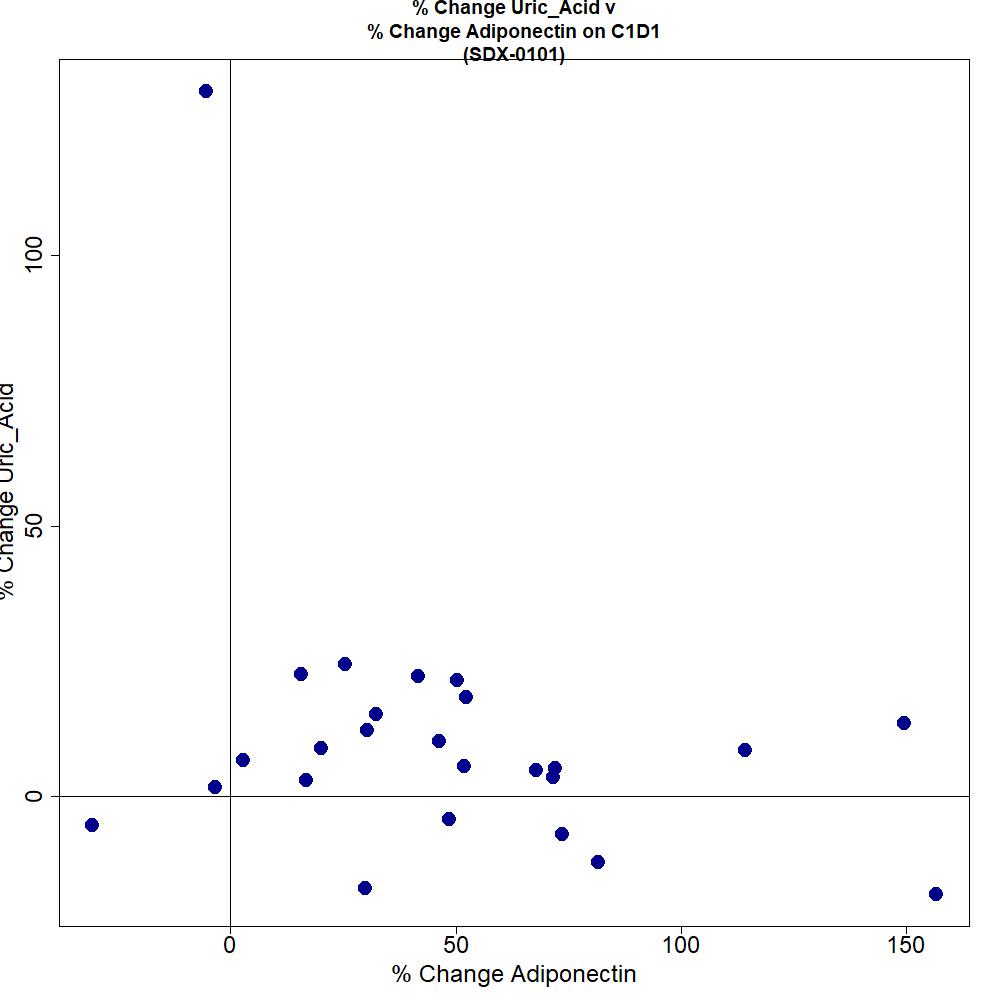 % Change Uric_Acid v
% Change Adiponectin on C1D1
(SDX-0101)
% Change Uric_Acid
100
50
0
0
50
100
150
% Change Adiponectin